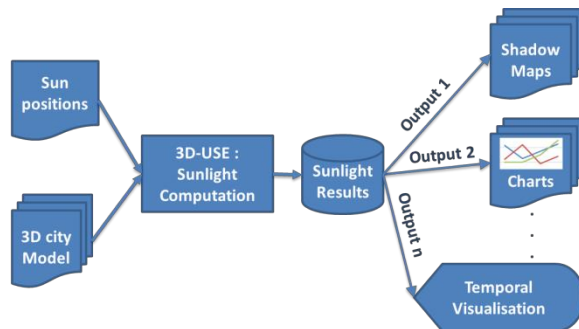 Sun
positions
3D city
Model
3D-USE :
Sunlight
Computation
Sunlight
Results
Output 1
Output 2
Output n
Shadow
Maps
Charts
Temporal
Visualisation